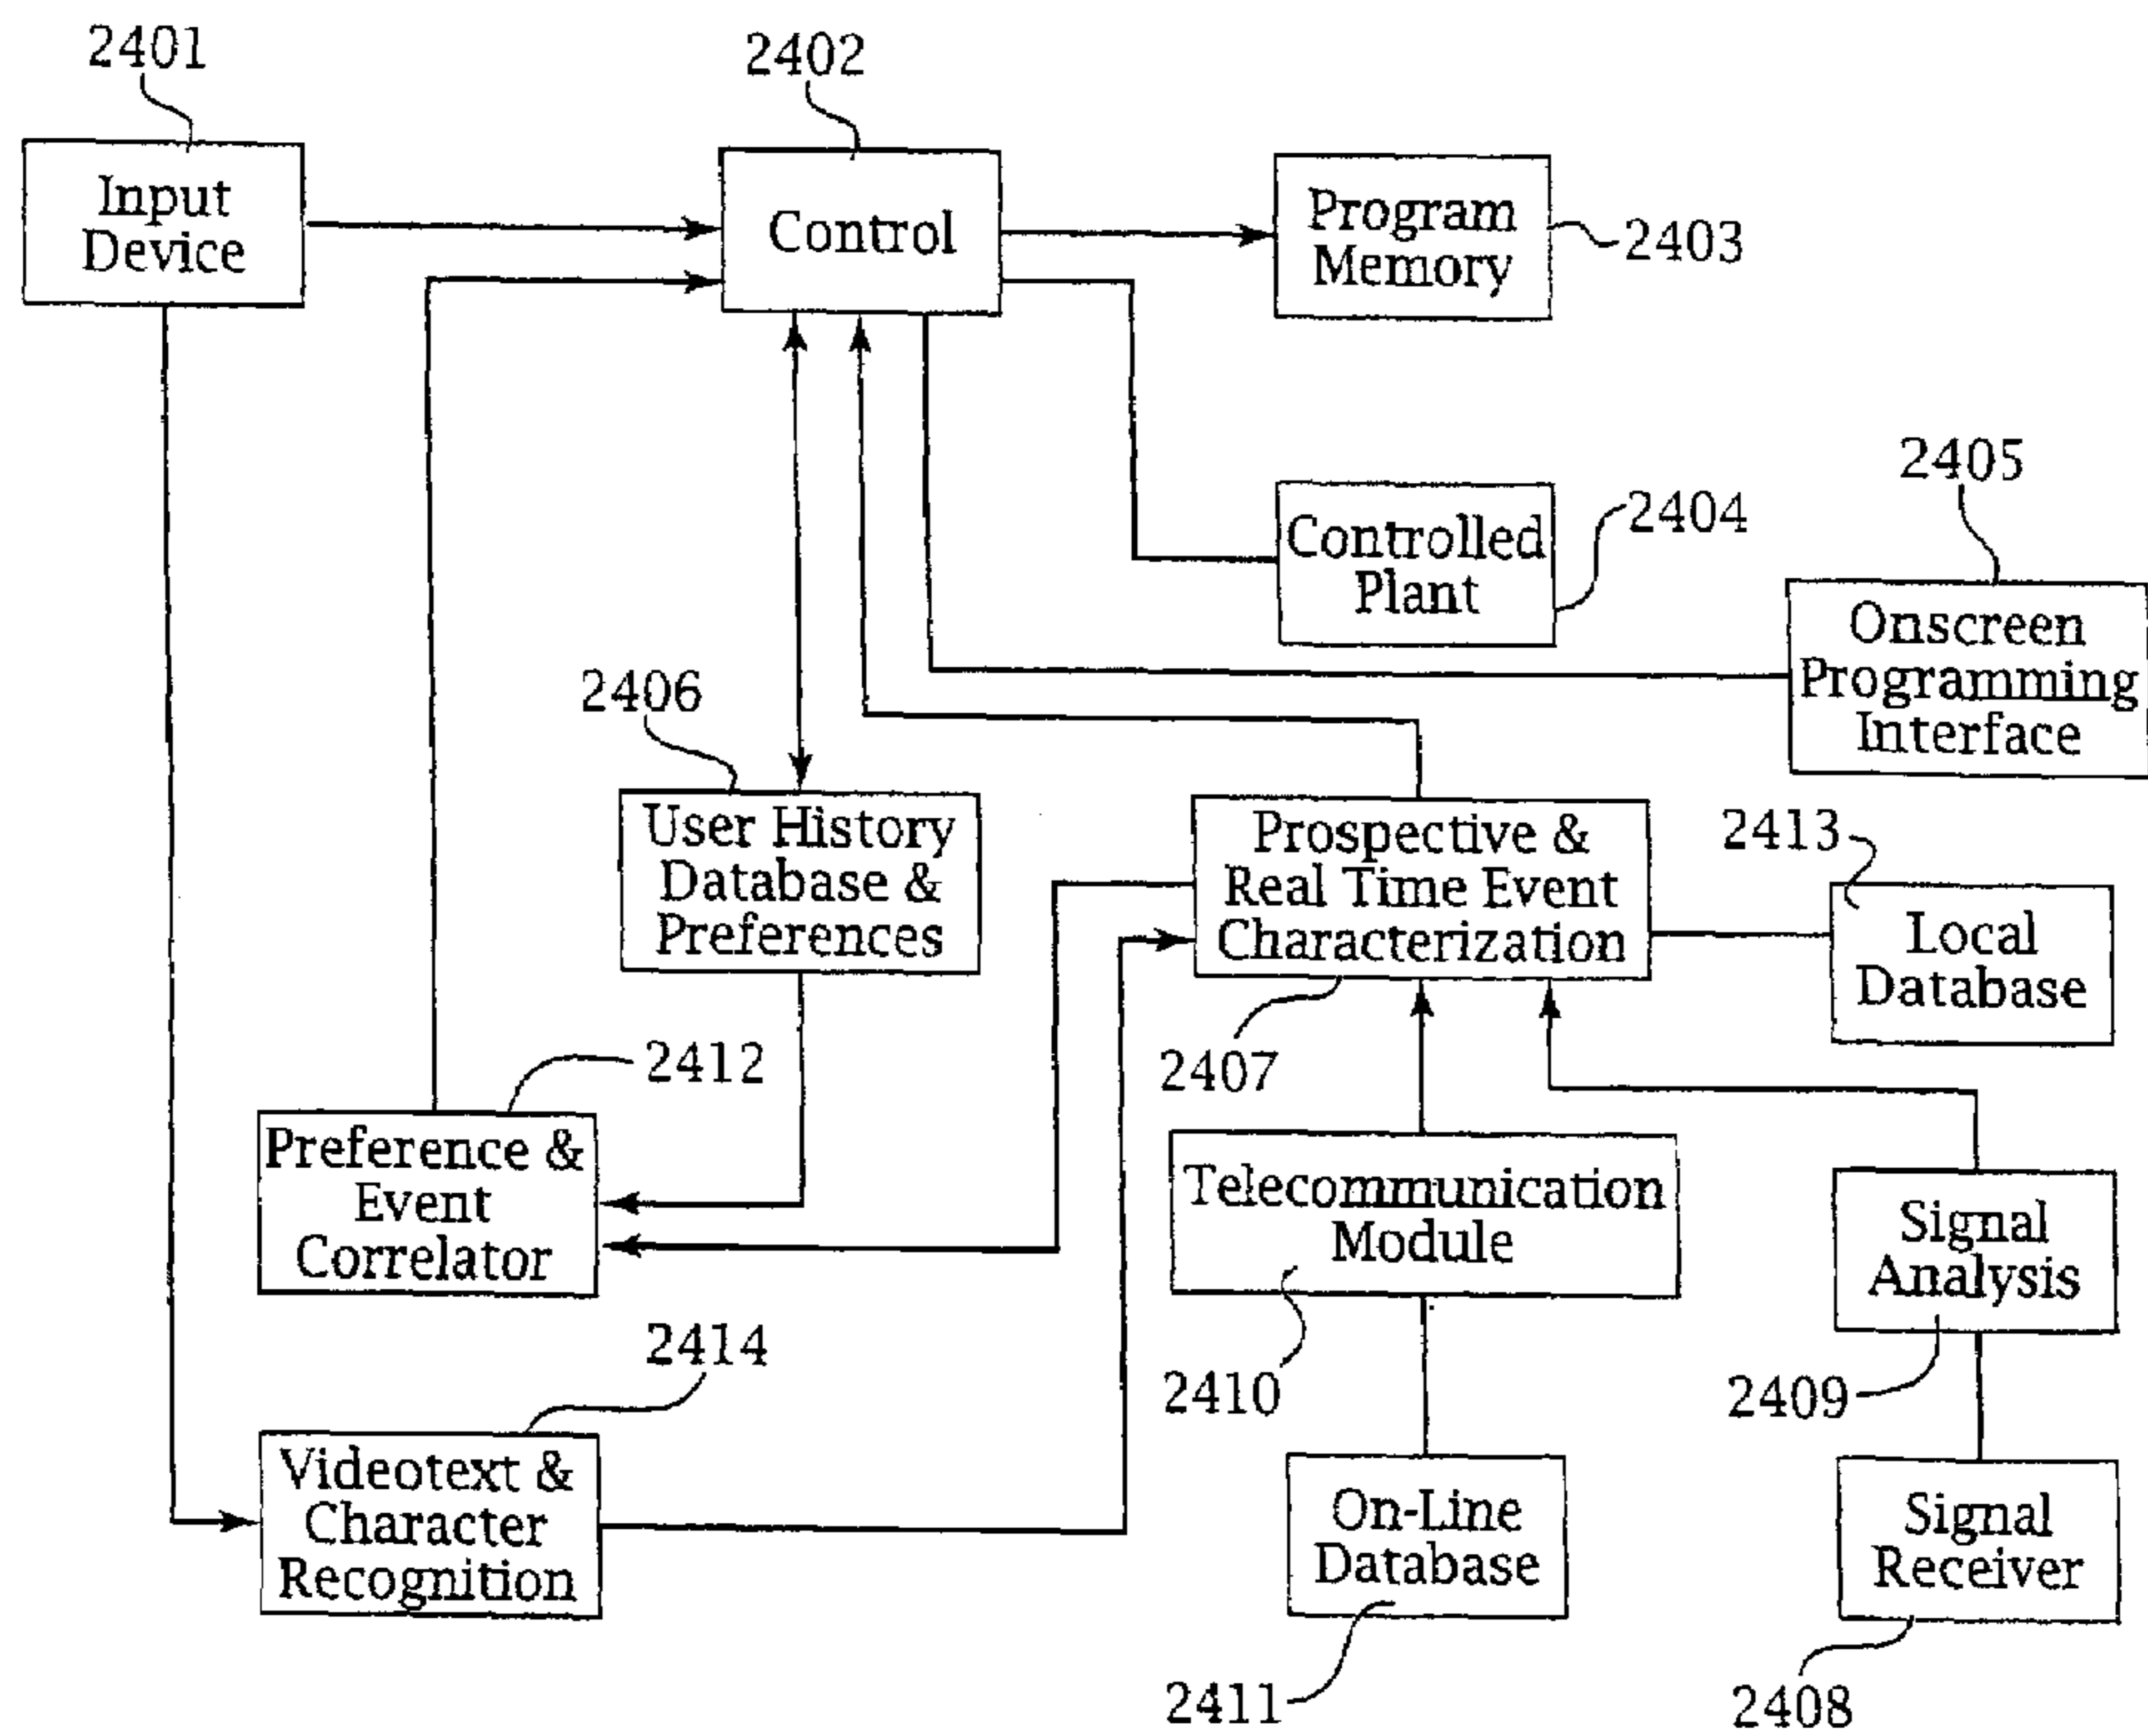 2401
2402
Input
Device
Control
Program
Memory
2403
2405
2404
Controlled
Plant
Onscreen
Programming
Interface
2406
User History
Database &
Preferences
Prospective &
Real Time Event
Characterization
2413
Local
Database
2412
2407
Preference &
Event
Correlator
Telecommunication
Module
Signal
Analysis
2414
2410
2409
Videotext &
Character
Recognition
On-Line
Database
Signal
Receiver
2411
2408